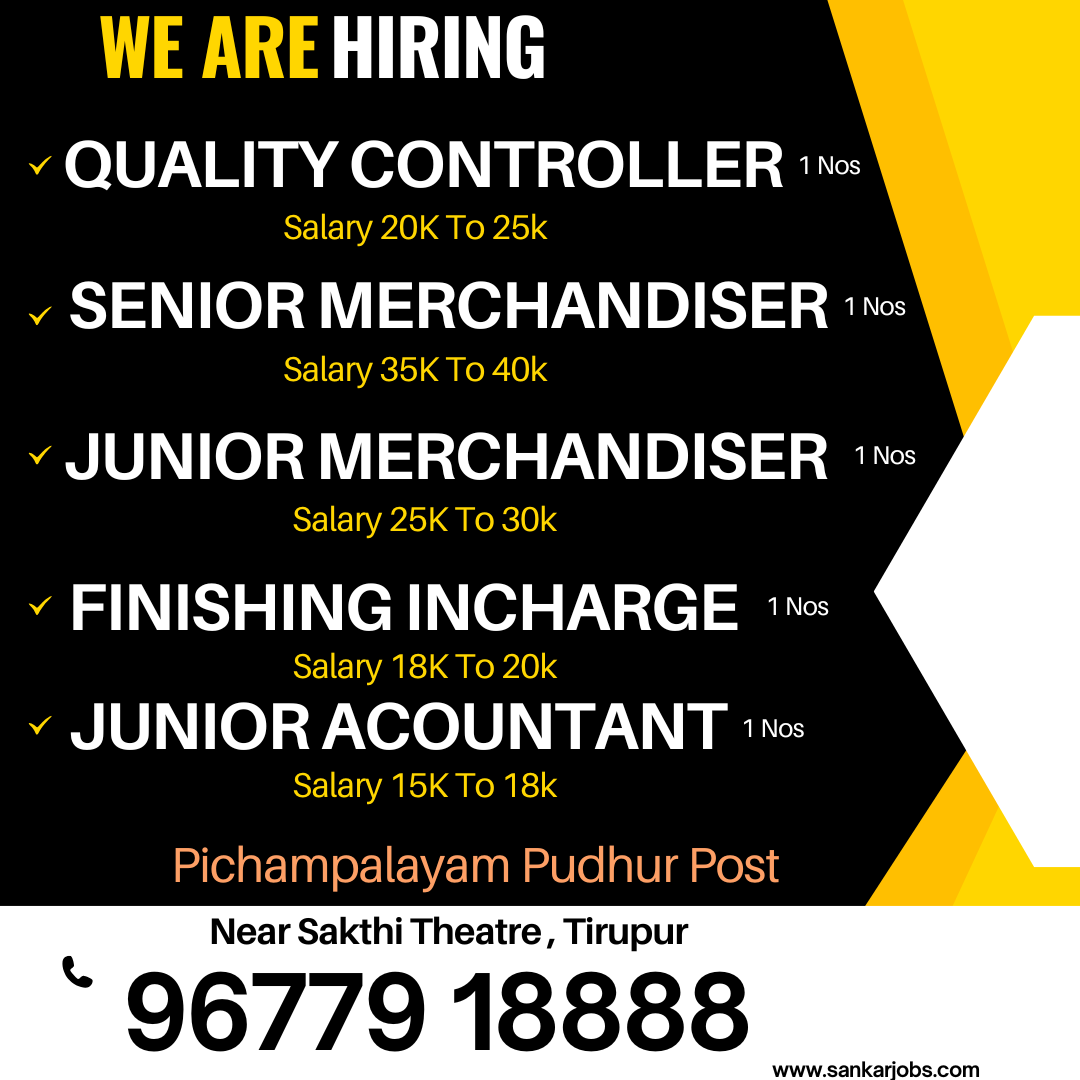 WE ARE HIRING
QUALITY CONTROLLER 1 Nos
Salary 20K To 25k
SENIOR MERCHANDISER 1 Nos
Salary 35K To 40k
JUNIOR MERCHANDISER 1 Nos
Salary 25K To 30k
FINISHING INCHARGE 1 Nos
Salary 18K To 20k
JUNIOR ACOUNTANT 1 Nos
Salary 15K To 18k
Pichampalayam Pudhur Post
Near Sakthi Theatre , Tirupur
96779 18888
www.sankarjobs.com